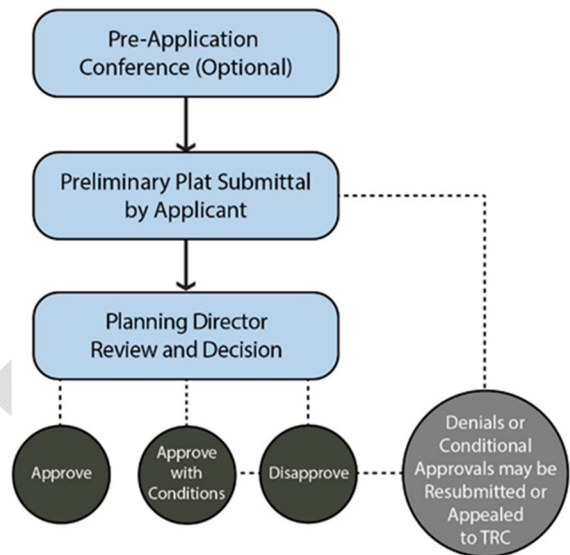 Pre-Application
Conference (Optional)
Preliminary Plat Submittal
by Applicant
Planning Director
Review and Decision
Approve
Approve
with
Conditions
Disapprove
Denials or
Conditional
Approvals may be
Resubmitted or
Appealed
to TRC